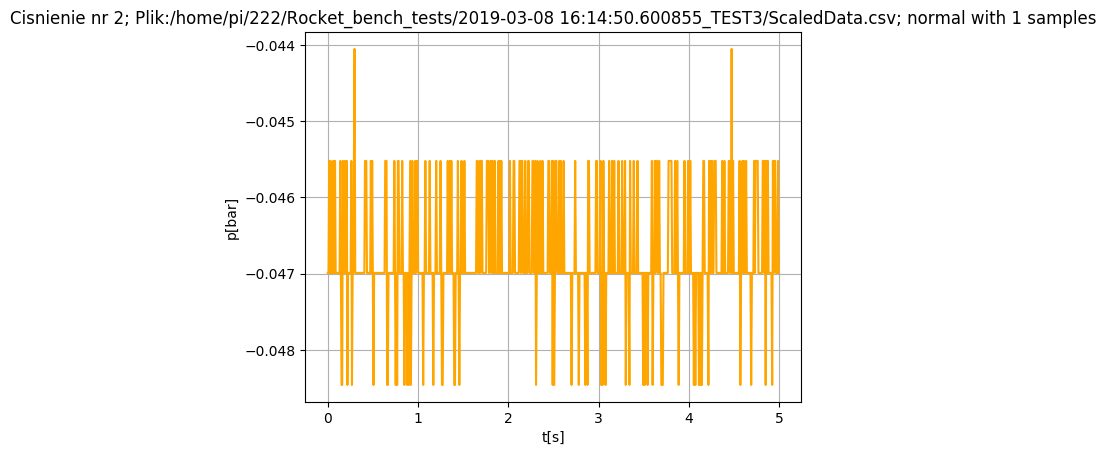 Cisnienie nr 2; Plik:/home/pi/222/Rocket_bench_tests/2019-03-08 16:14:50.600855_TEST3/ScaledData.csv; normal with 1 samples
−0.044
−0.045
−0.046
−0.047
−0.048
p[bar]
0 1 2 3 4 5
t[s]